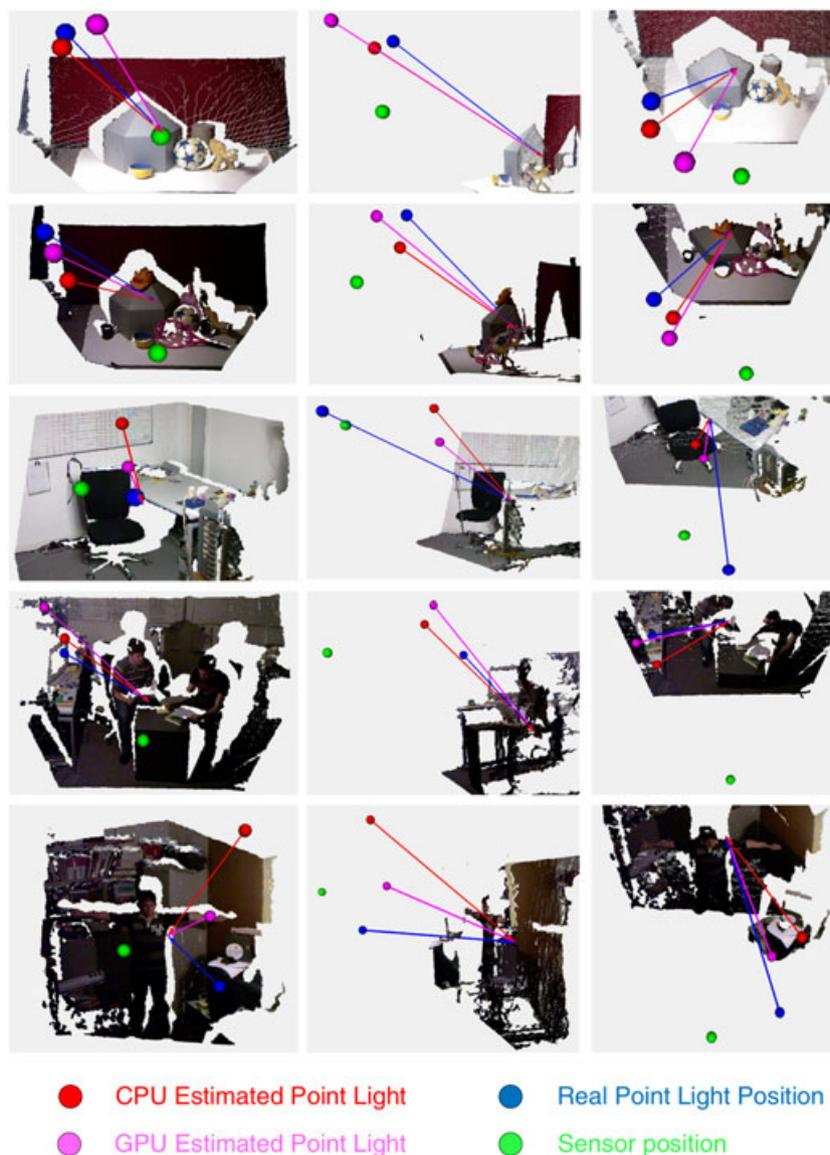 CPU Estimated Point Light
Real Point Light Position
GPU Estimated Point Light
Sensor position